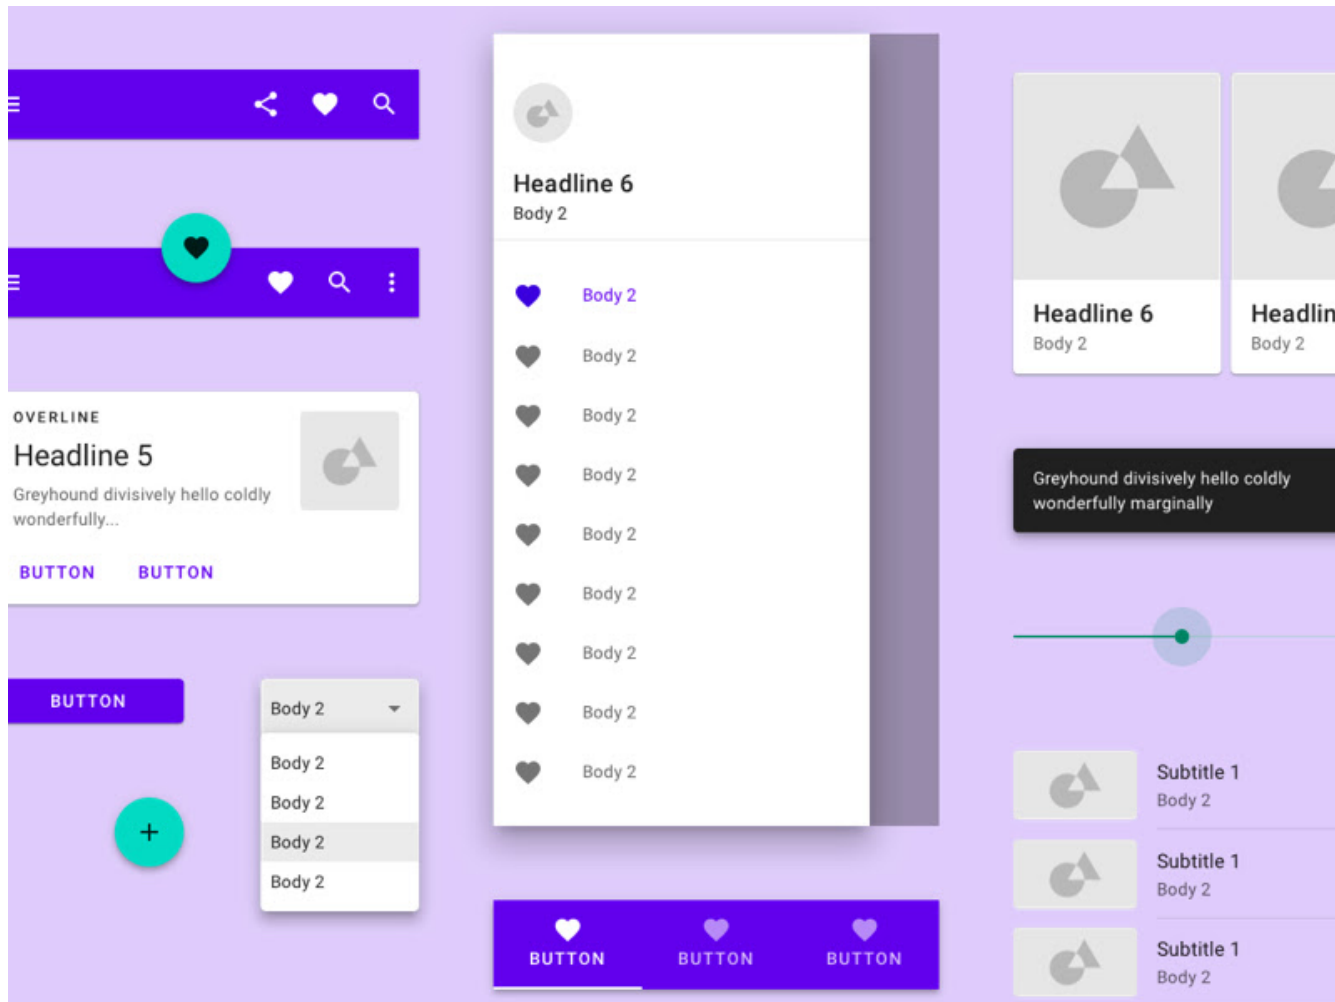 OVERLINE
Headline 5
Greyhound divisively hello coldly
wonderfully...
BUTTON BUTTON
BUTTON
Body 2
Body 2
Body 2
Body 2
Body 2
Headline 6
Body 2
Body 2
Body 2
Body 2
Body 2
Body 2
Body 2
Body 2
Body 2
Body 2
BUTTON BUTTON BUTTON
Headline 6
Body 2
Headlin
Body 2
Greyhound divisively hello coldly
wonderfully marginally
Subtitle 1
Body 2
Subtitle 1
Body 2
Subtitle 1
Body 2